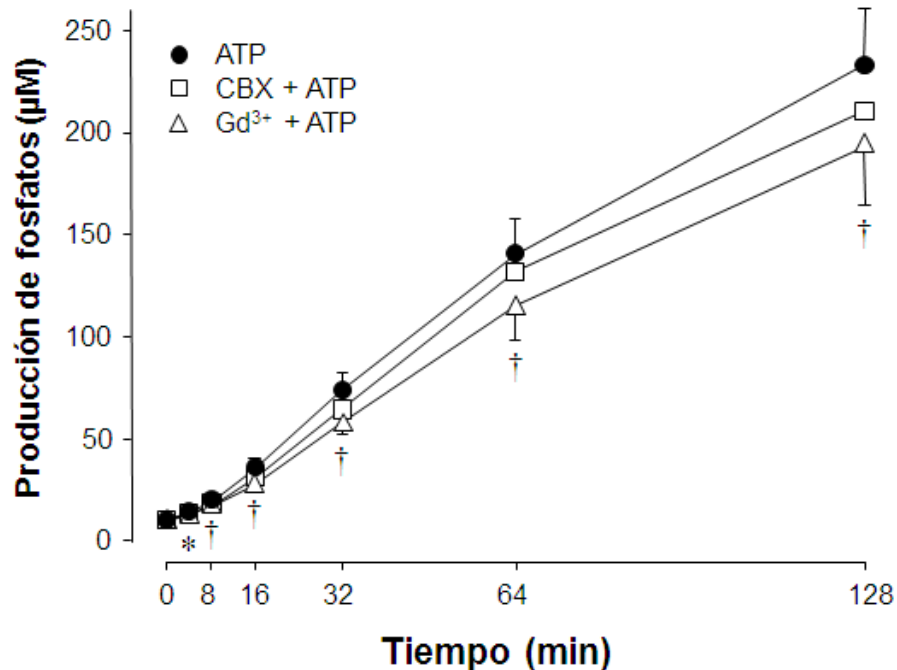 Producción de fosfatos (µM)
250
200
150
100
50
0
ATP
CBX + ATP
Gd³⁺ + ATP
* † † † † †
0 8 16 32 64 128
Tiempo (min)